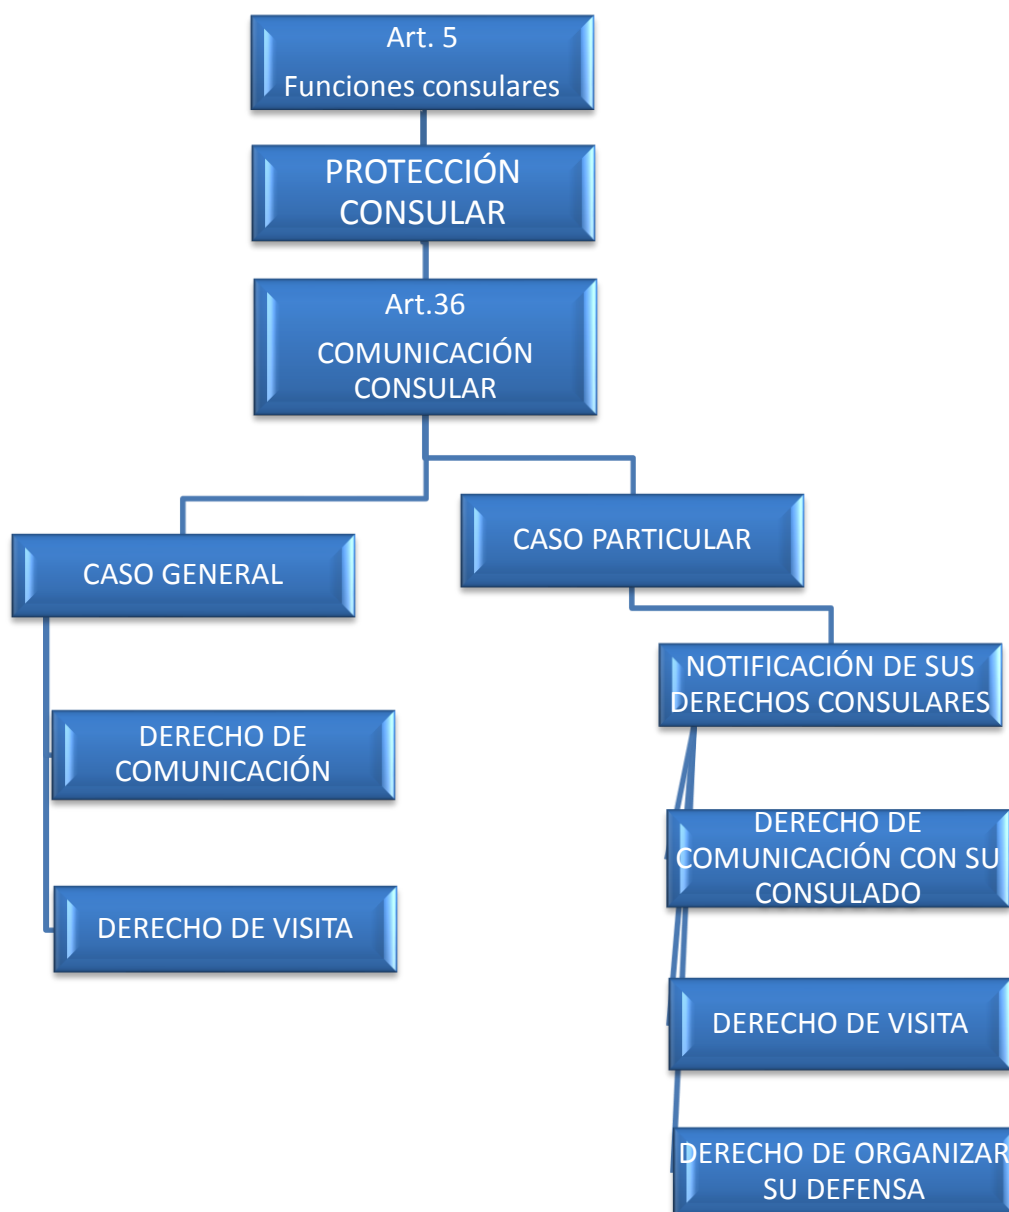 Art. 5
Funciones consulares
PROTECCIÓN
CONSULAR
Art.36
COMUNICACIÓN
CONSULAR
CASO GENERAL
DERECHO DE
COMUNICACIÓN
DERECHO DE VISITA
CASO PARTICULAR
NOTIFICACIÓN DE SUS
DERECHOS CONSULARES
DERECHO DE
COMUNICACIÓN CON SU
CONSULADO
DERECHO DE VISITA
DERECHO DE ORGANIZAR
SU DEFENSA